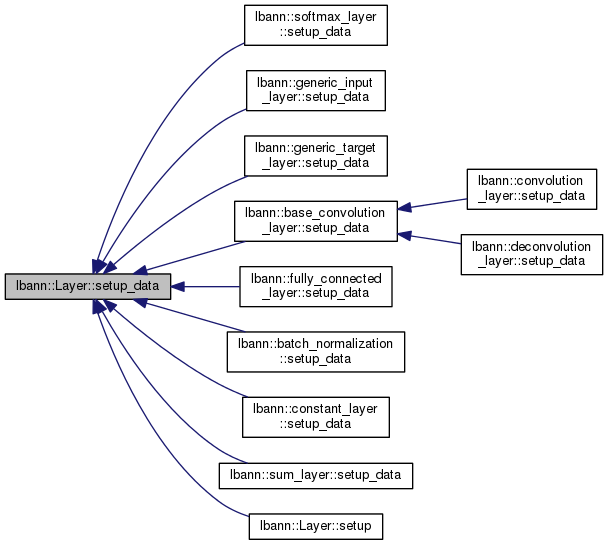 lbann::softmax_layer
::setup_data
lbann::generic_input
_layer::setup_data
lbann::generic_target
_layer::setup_data
lbann::convolution
_layer::setup_data
lbann::base_convolution
_layer::setup_data
lbann::deconvolution
_layer::setup_data
lbann::Layer::setup_data
lbann::fully_connected
_layer::setup_data
lbann::batch_normalization
::setup_data
lbann::constant_layer
::setup_data
lbann::sum_layer::setup_data
lbann::Layer::setup